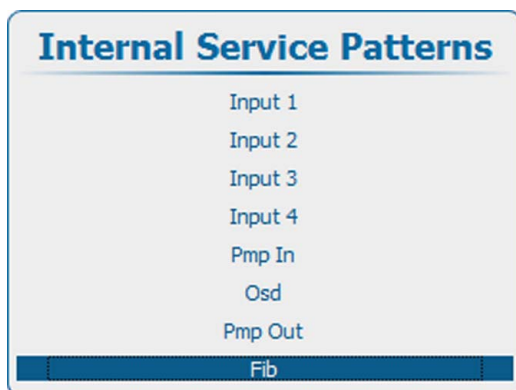 Internal Service Patterns
Input 1
Input 2
Input 3
Input 4
Pmp In
Osd
Pmp Out
Fib